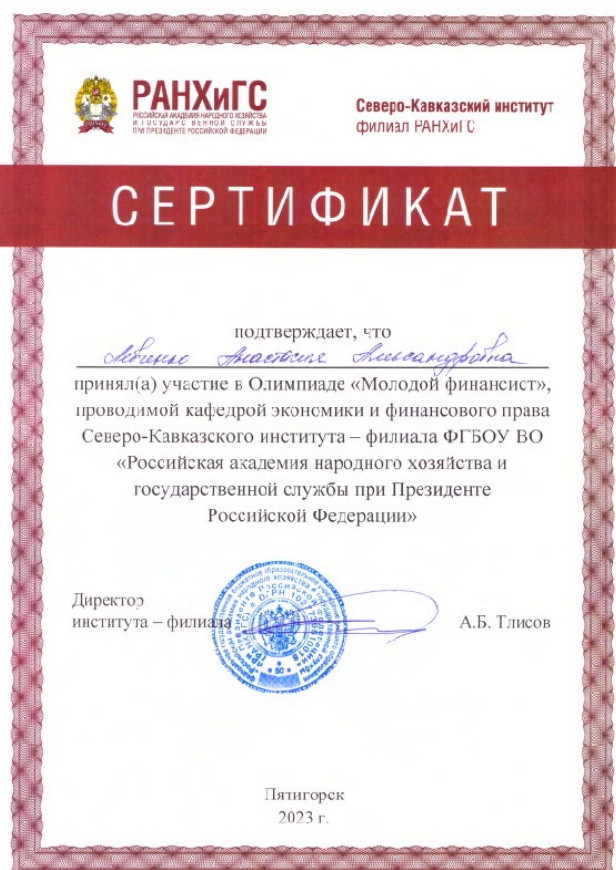 РАНХиГС
РОССИЙСКАЯ АКАДЕМИЯ НАРОДНОГО ХОЗЯЙСТВА
И ГОСУДАРСТВЕННОЙ СЛУЖБЫ
ПРИ ПРЕЗИДЕНТЕ РОССИЙСКОЙ ФЕДЕРАЦИИ
Северо-Кавказский институт
филиал РАНХиГС
СЕРТИФИКАТ
подтверждает, что
Анастасия Александровна
принял(а) участие в Олимпиаде «Молодой финансист»,
проводимой кафедрой экономики и финансового права
Северо-Кавказского института – филиала ФГБОУ ВО
«Российская академия народного хозяйства и
государственной службы при Президенте
Российской Федерации»
Директор
института – филиала
А.Б. Тлисов
Пятигорск
2023 г.